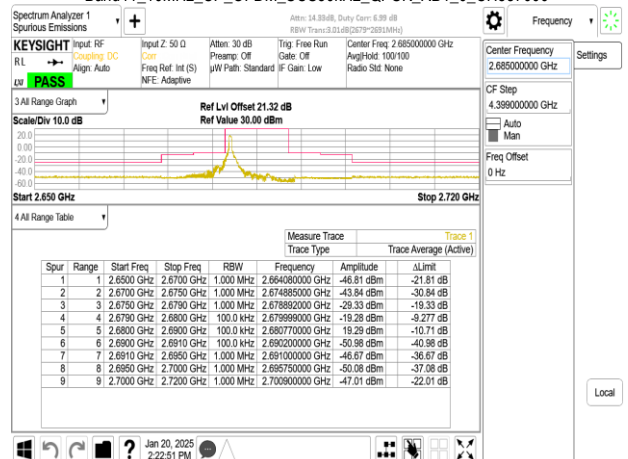 Spectrum Analyzer 1
Spurious Emissions
Attn: 14.33dB, Duty Corr: 6.99 dB
RBW Trans:3.01dB(2679~2691MHz)
Frequency
KEYSIGHT
RL
Align: Auto
PASS
Input: RF
Coupling: DC
Align: Auto
Input Z: 50 Ω
Corr
Freq Ref: Int (S)
NFE: Adaptive
Atten: 30 dB
Preamp: Off
µW Path: Standard
Trig: Free Run
Gate: Off
IF Gain: Low
Center Freq: 2.685000000 GHz
Avg|Hold: 100/100
Radio Std: None
Center Frequency
2.685000000 GHz
Settings
CF Step
4.399000000 GHz
Auto
Man
Freq Offset
0 Hz
3 All Range Graph
Scale/Div 10.0 dB
Ref Lvl Offset 21.32 dB
Ref Value 30.00 dBm
20.0
0.00
-20.0
-40.0
-60.0
Start 2.650 GHz
Stop 2.720 GHz
4 All Range Table
Measure Trace Trace 1
Trace Type Trace Average (Active)
Spur Range Start Freq Stop Freq RBW Frequency Amplitude ΔLimit
1 1 2.6500 GHz 2.6700 GHz 1.000 MHz 2.664080000 GHz -46.81 dBm -21.81 dB
2 2 2.6700 GHz 2.6750 GHz 1.000 MHz 2.674885000 GHz -43.84 dBm -30.84 dB
3 3 2.6750 GHz 2.6790 GHz 1.000 MHz 2.678892000 GHz -29.33 dBm -19.33 dB
4 4 2.6790 GHz 2.6800 GHz 100.0 kHz 2.679999000 GHz -19.28 dBm -9.277 dB
5 5 2.6800 GHz 2.6900 GHz 100.0 kHz 2.680770000 GHz 19.29 dBm -10.71 dB
6 6 2.6900 GHz 2.6910 GHz 100.0 kHz 2.690200000 GHz -50.98 dBm -40.98 dB
7 7 2.6910 GHz 2.6950 GHz 1.000 MHz 2.691000000 GHz -46.67 dBm -36.67 dB
8 8 2.6950 GHz 2.7000 GHz 1.000 MHz 2.695750000 GHz -50.08 dBm -37.08 dB
9 9 2.7000 GHz 2.7200 GHz 1.000 MHz 2.700900000 GHz -47.01 dBm -22.01 dB
Local
Jan 20, 2025
2:22:51 PM